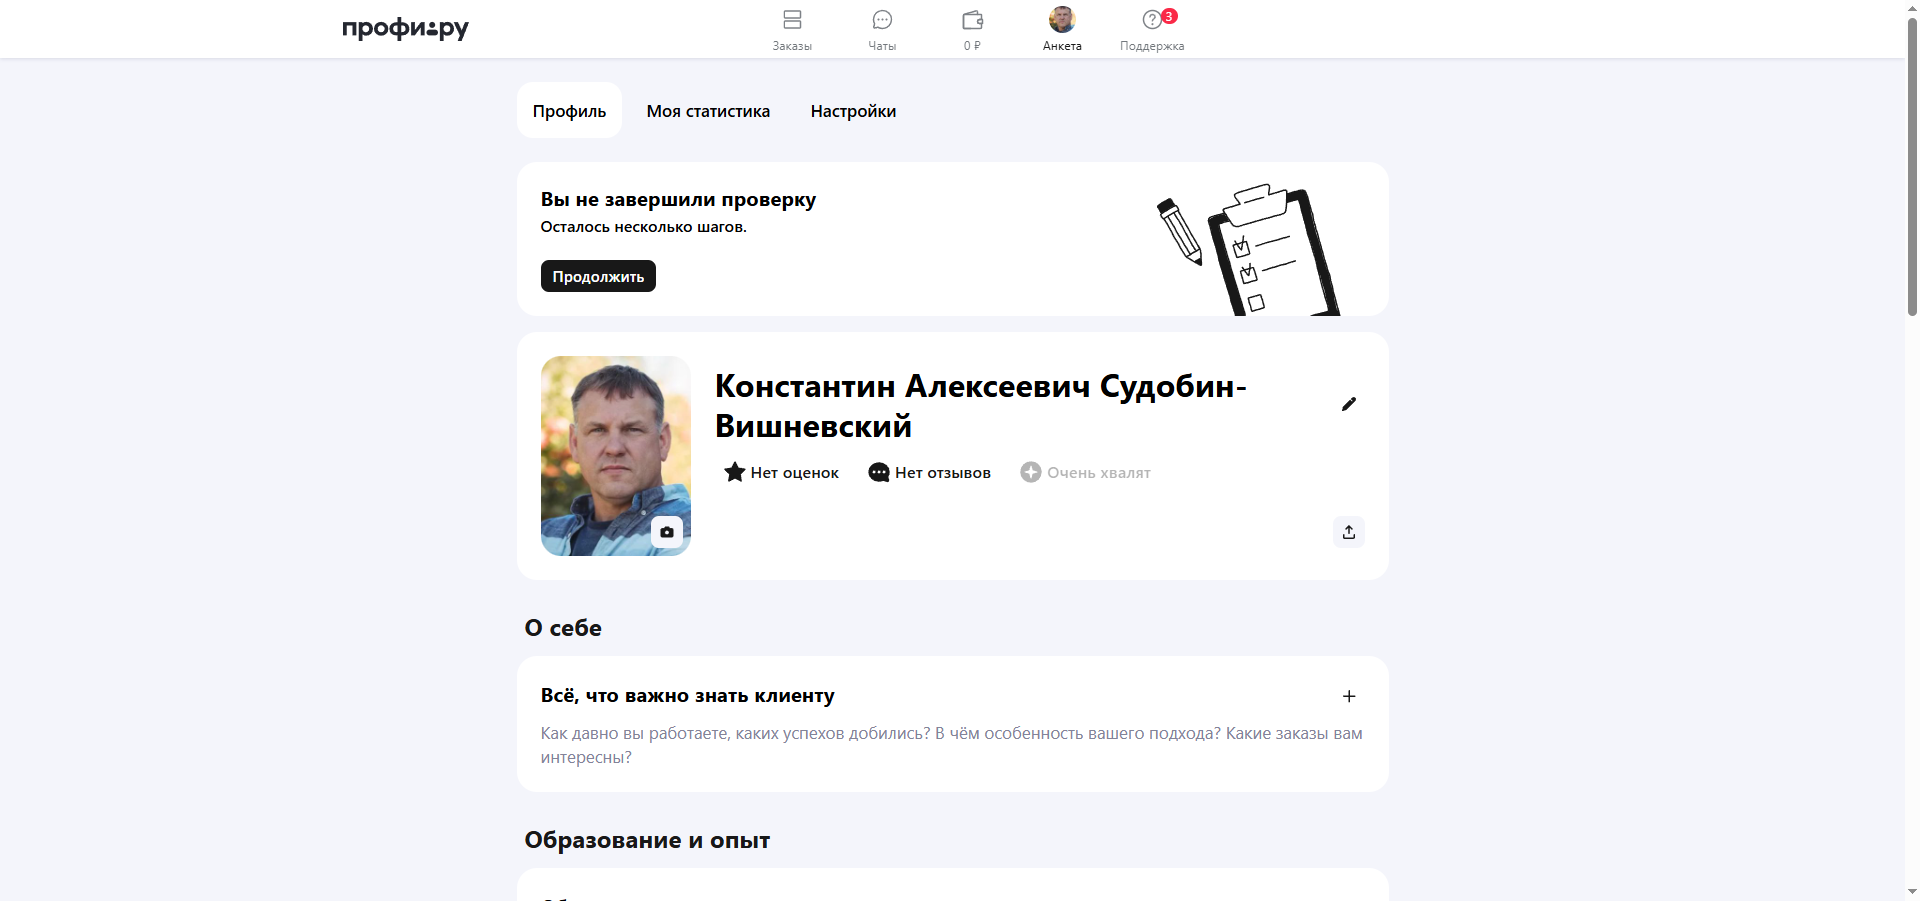 профи.ру
Заказы
Чаты
0 ₽
Анкета
3
Поддержка
Профиль
Моя статистика
Настройки
Вы не завершили проверку
Осталось несколько шагов.
Продолжить
Константин Алексеевич Судобин-
Вишневский
Нет оценок
Нет отзывов
Очень хвалят
О себе
Всё, что важно знать клиенту
Как давно вы работаете, каких успехов добились? В чём особенность вашего подхода? Какие заказы вам
интересны?
Образование и опыт